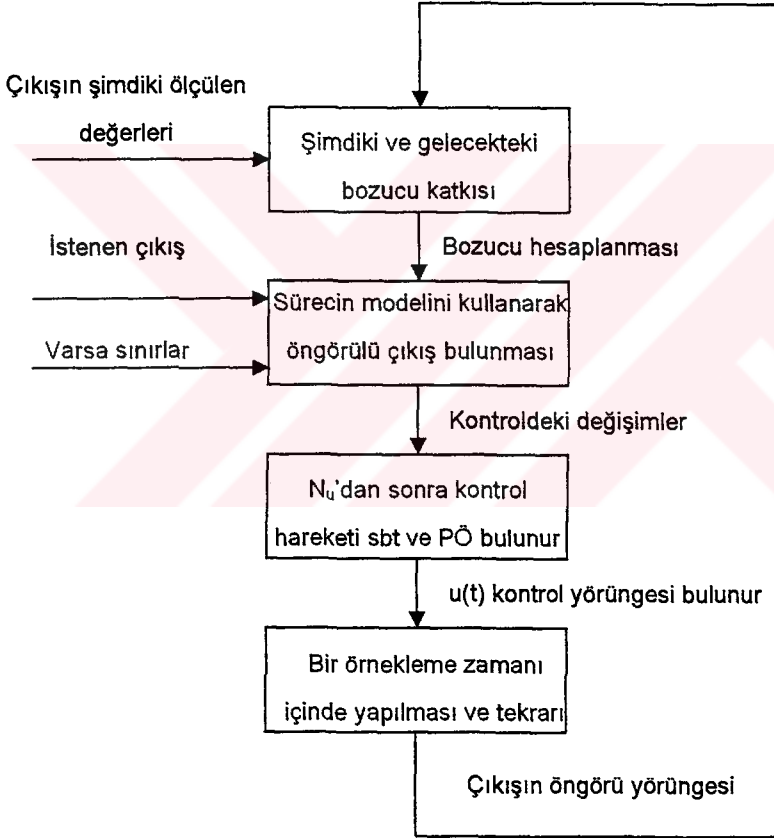 Çıkışın şimdiki ölçülen
değerleri
Şimdiki ve gelecekteki
bozucu katkısı
İstenen çıkış
Bozucu hesaplanması
Sürecin modelini kullanarak
öngörülü çıkış bulunması
Varsa sınırlar
Kontroldeki değişimler
Nᵤ'dan sonra kontrol
hareketi sbt ve PÖ bulunur
u(t) kontrol yörüngesi bulunur
Bir örnekleme zamanı
içinde yapılması ve tekrarı
Çıkışın öngörü yörüngesi